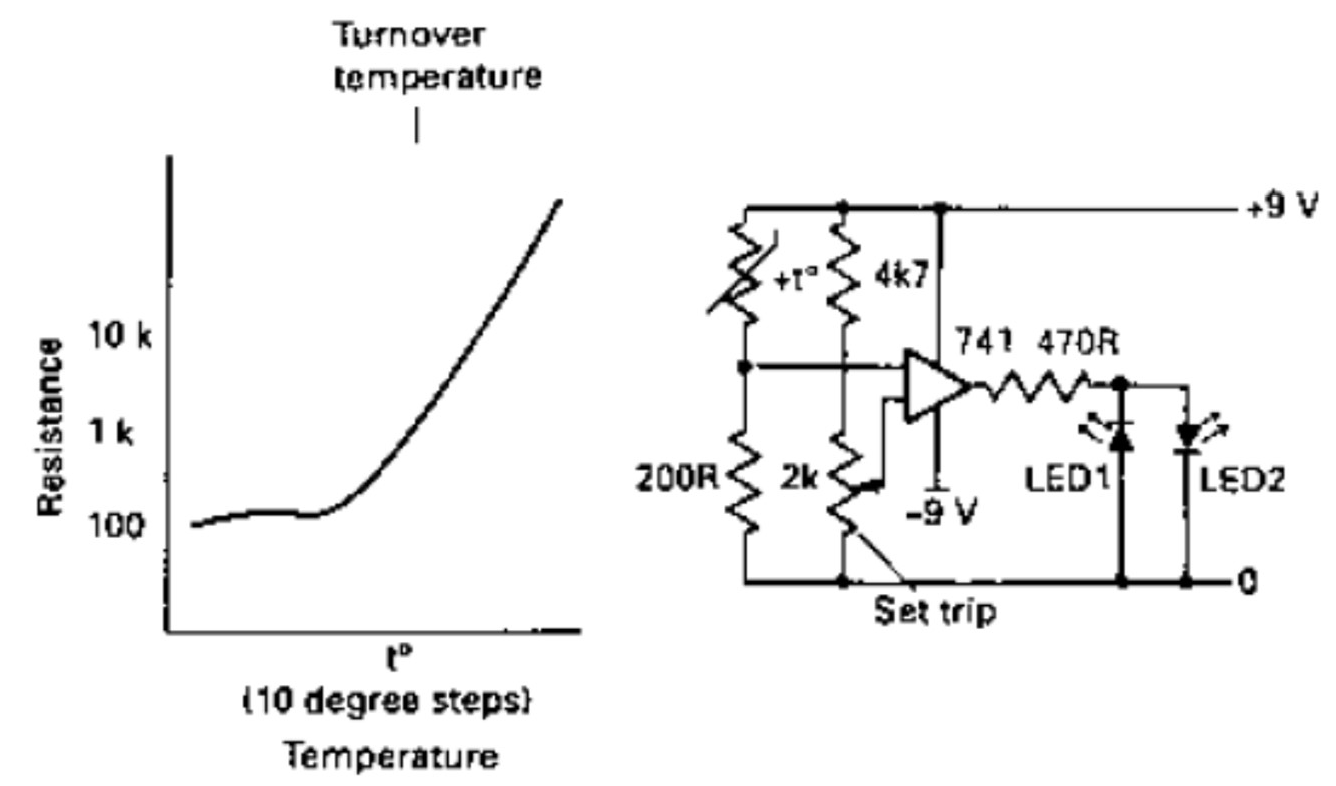 Turnover
temperature
Resistance
10 k
1 k
100
t°
(10 degree steps)
Temperature
+9 V
+t°
4k7
741
470R
200R
2k
-9 V
LED1
LED2
0
Set trip